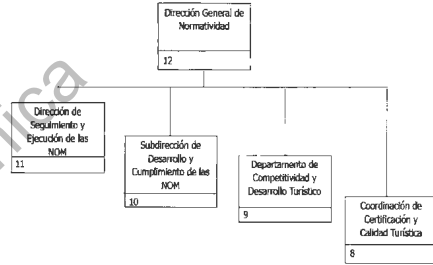 Dirección General de
Normatividad
12
Dirección de
Seguimiento y
Ejecución de las
NOM
11
Subdirección de
Desarrollo y
Cumplimiento de las
NOM
10
Departamento de
Competitividad y
Desarrollo Turístico
9
Coordinación de
Certificación y
Calidad Turística
8